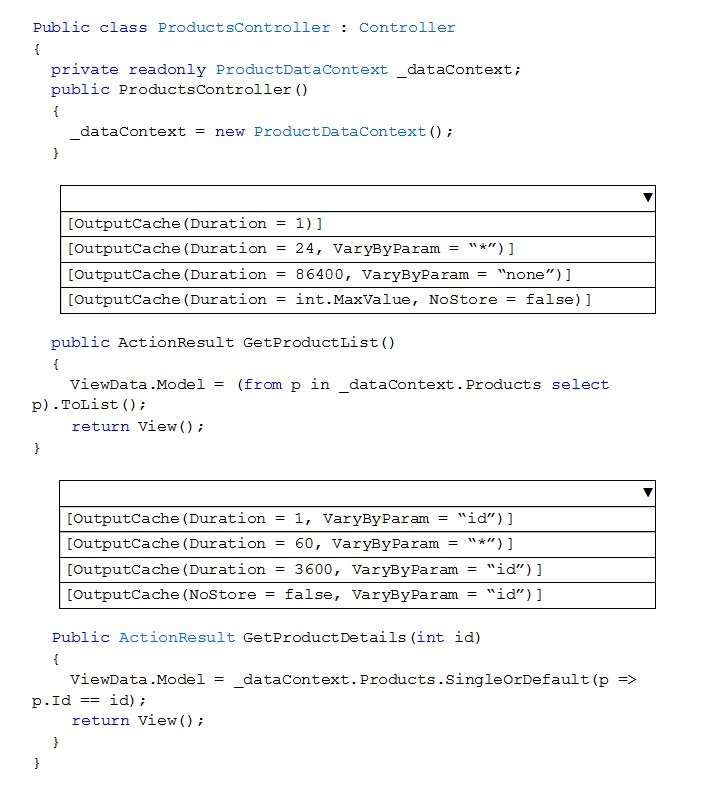 Public class ProductsController : Controller
{
private readonly ProductDataContext _dataContext;
public ProductsController()
{
_dataContext = new ProductDataContext();
}
▼
[OutputCache(Duration = 1)]
[OutputCache(Duration = 24, VaryByParam = “*”)]
[OutputCache(Duration = 86400, VaryByParam = “none”)]
[OutputCache(Duration = int.MaxValue, NoStore = false)]
public ActionResult GetProductList()
{
ViewData.Model = (from p in _dataContext.Products select
p).ToList();
return View();
}
▼
[OutputCache(Duration = 1, VaryByParam = “id”)]
[OutputCache(Duration = 60, VaryByParam = “*”)]
[OutputCache(Duration = 3600, VaryByParam = “id”)]
[OutputCache(NoStore = false, VaryByParam = “id”)]
Public ActionResult GetProductDetails(int id)
{
ViewData.Model = _dataContext.Products.SingleOrDefault(p =>
p.Id == id);
return View();
}
}